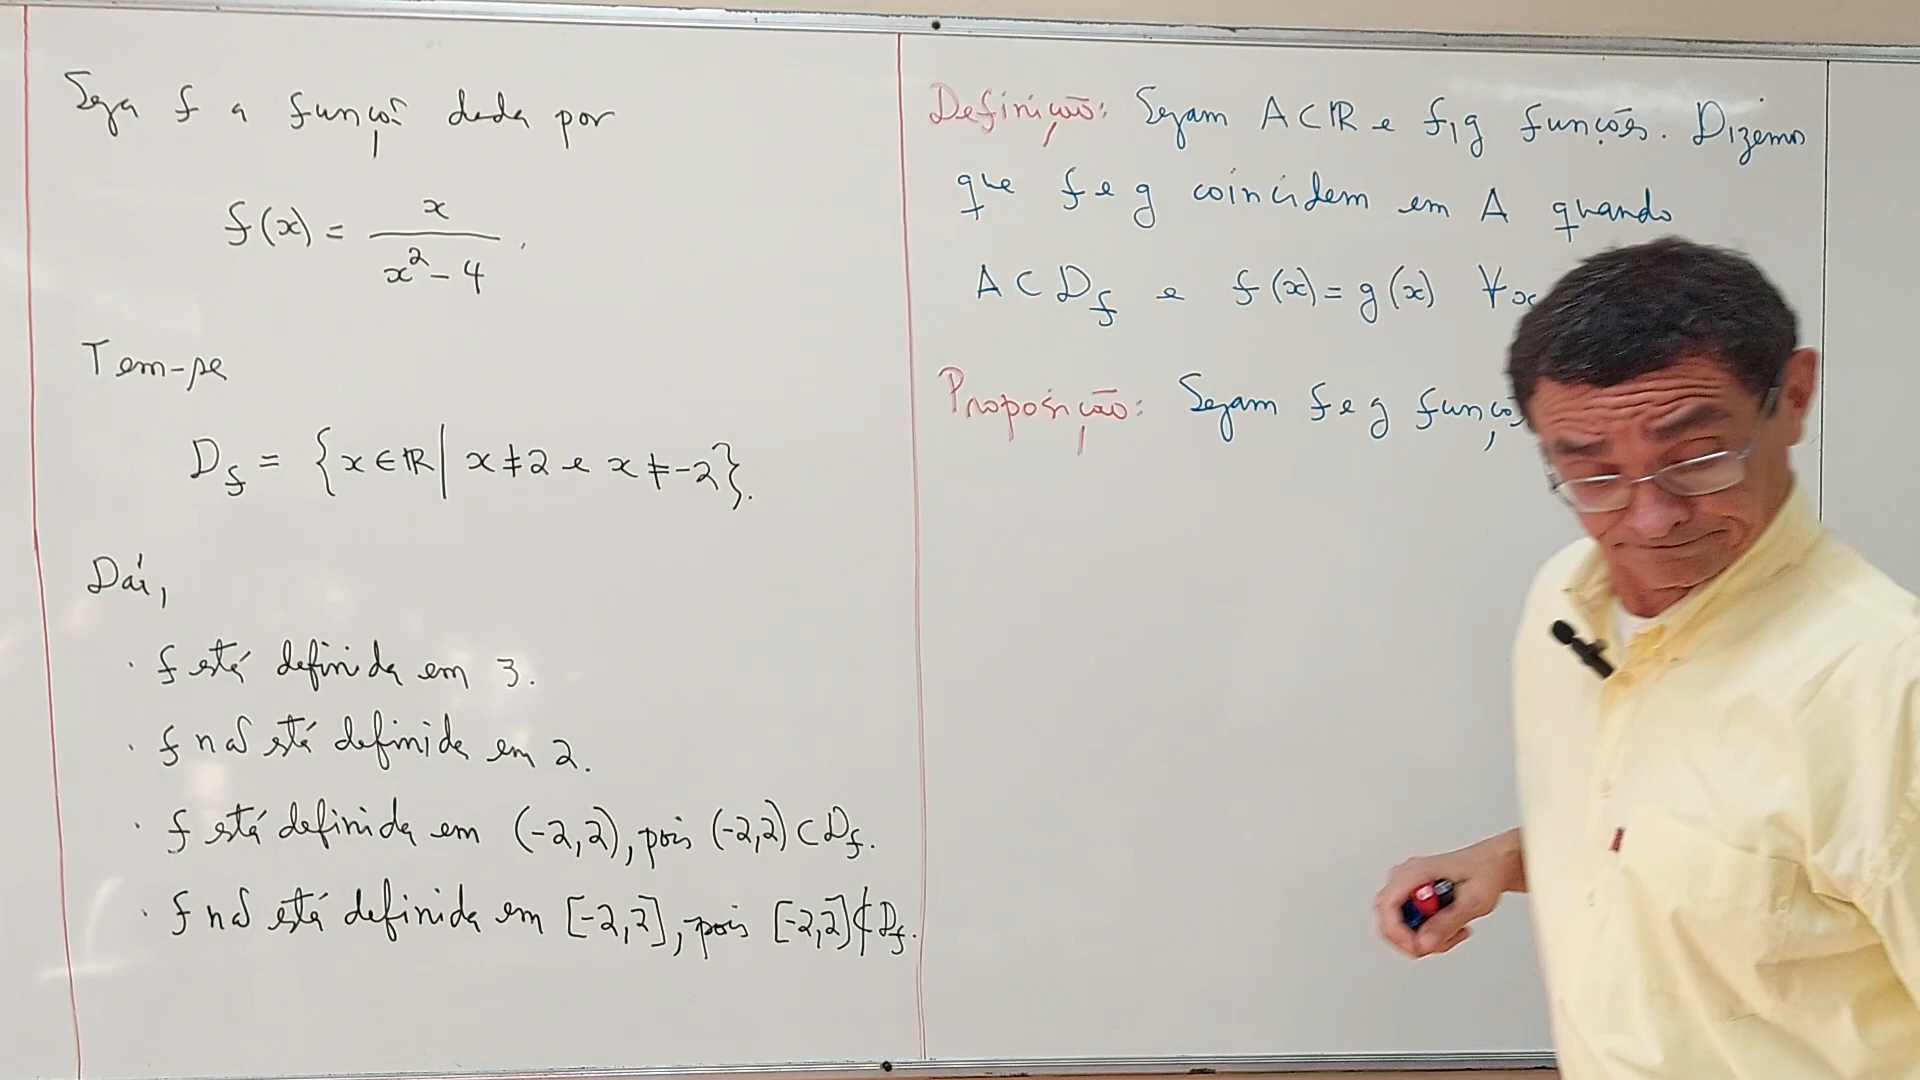 Seja f a função dada por
f(x) = x / (x² - 4).
Tem-se
D_f = {x ∈ ℝ | x ≠ 2 e x ≠ -2}.
Daí,
· f está definida em 3.
· f não está definida em 2.
· f está definida em (-2,2), pois (-2,2) ⊂ D_f.
· f não está definida em [-2,2], pois [-2,2] ⊄ D_f.
Definição: Sejam A ⊂ ℝ e f, g funções. Dizemos
que f e g coincidem em A quando
A ⊂ D_f e f(x) = g(x) ∀x
Proposição: Sejam f e g